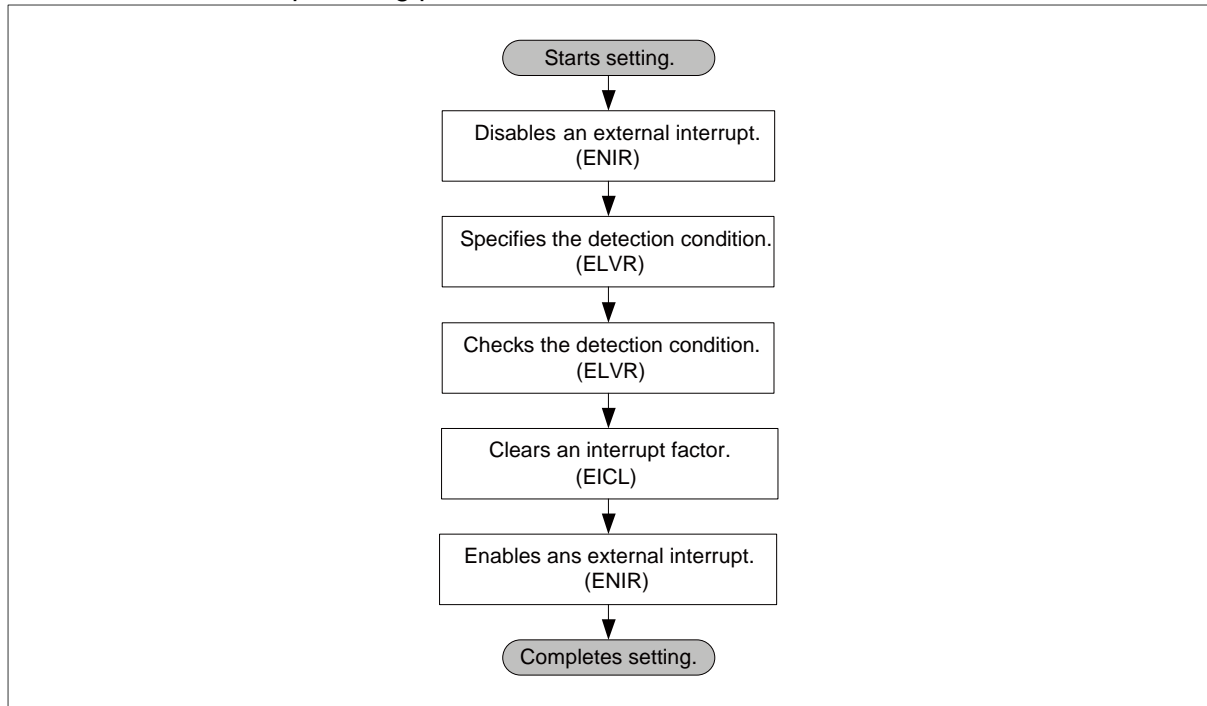 Starts setting.
Disables an external interrupt.
(ENIR)
Specifies the detection condition.
(ELVR)
Checks the detection condition.
(ELVR)
Clears an interrupt factor.
(EICL)
Enables ans external interrupt.
(ENIR)
Completes setting.